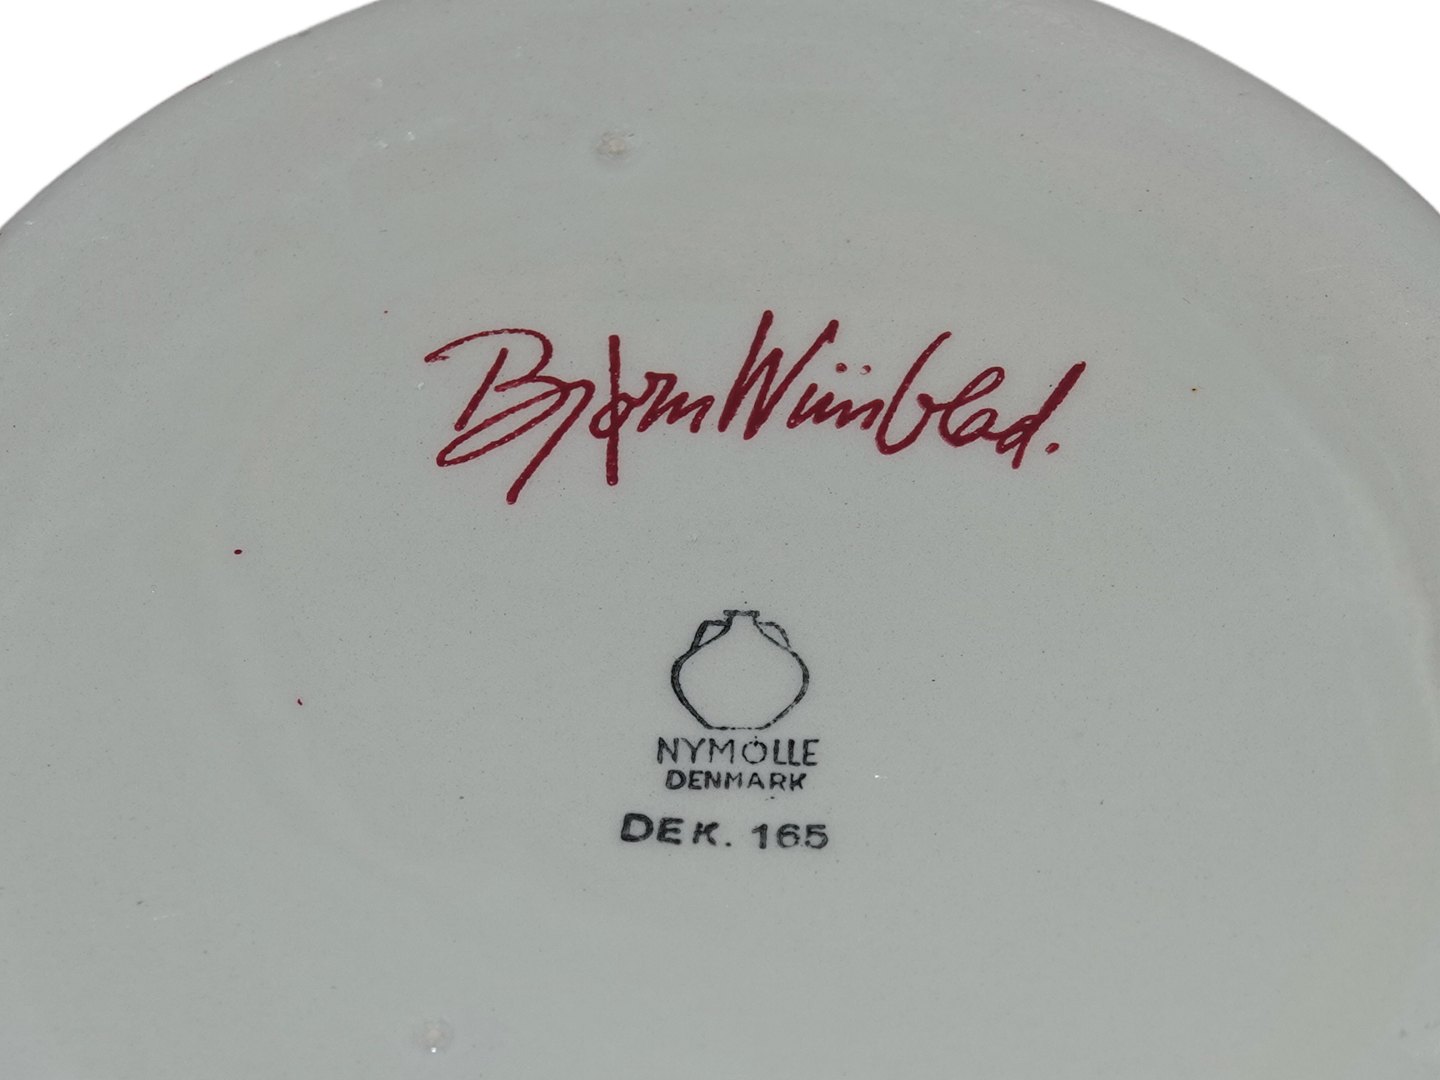 Bjørn Wiinblad.
NYMÖLLE
DENMARK
DEK. 165